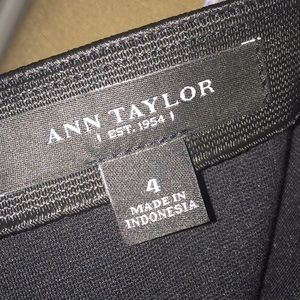 ANN TAYLOR
EST. 1954
4
MADE IN
INDONESIA